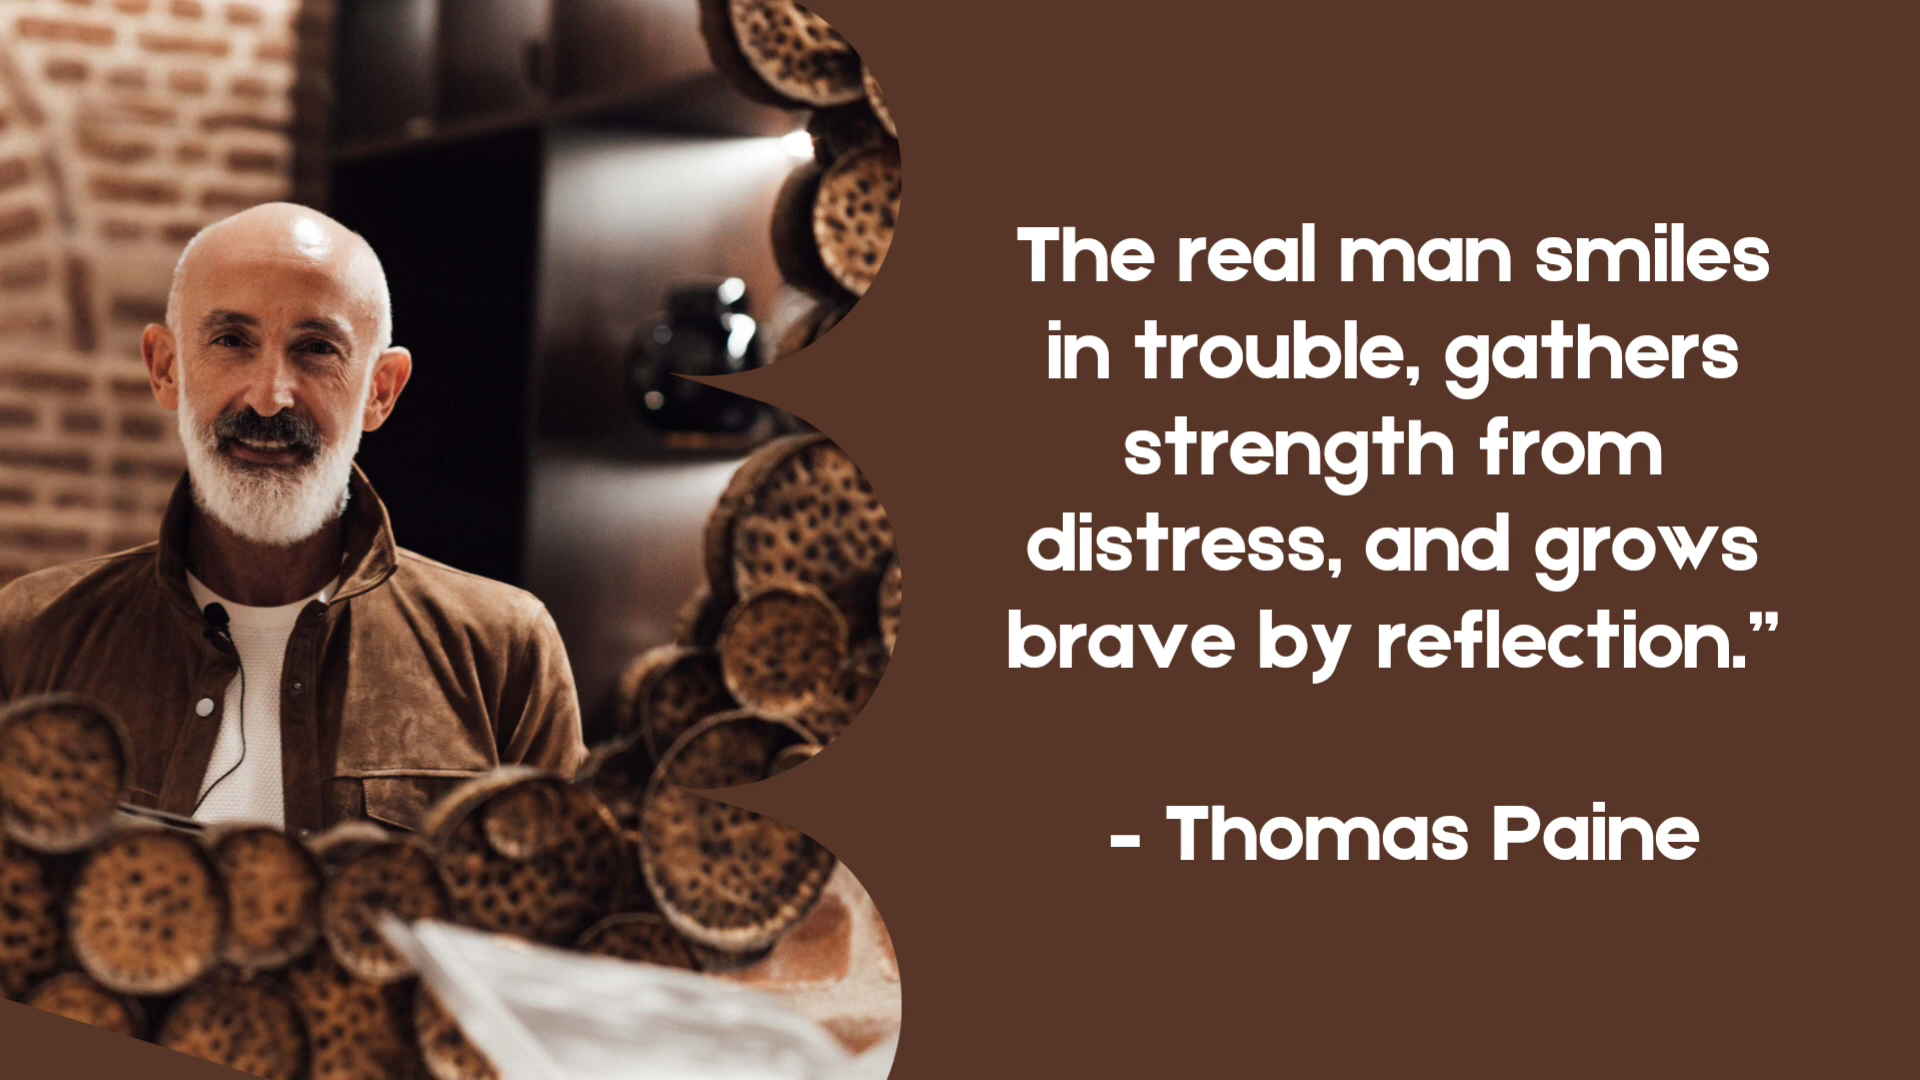 The real man smiles
in trouble, gathers
strength from
distress, and grows
brave by reflection.”
- Thomas Paine